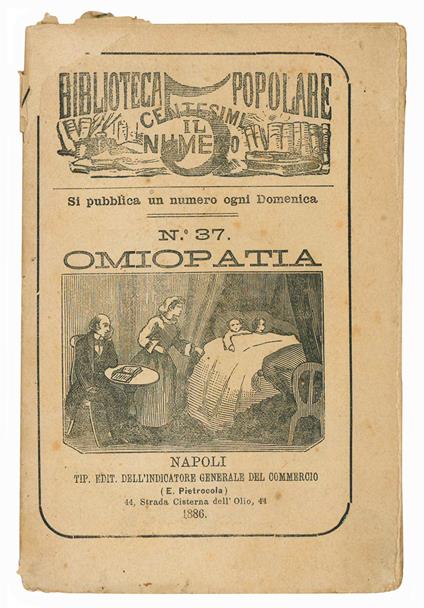 BIBLIOTECA POPOLARE
5
CENTESIMI
IL
NUMERO
Si pubblica un numero ogni Domenica
N.º 37.
OMIOPATIA
NAPOLI
TIP. EDIT. DELL'INDICATORE GENERALE DEL COMMERCIO
(E. Pietrocola)
44, Strada Cisterna dell'Olio, 44
1886.